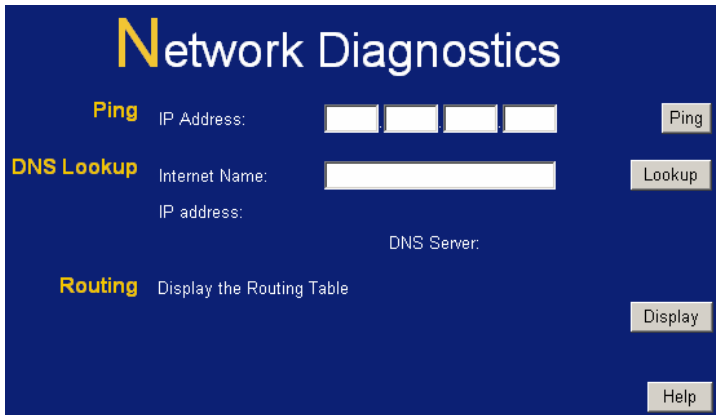 Network Diagnostics
Ping IP Address: . . . Ping
DNS Lookup Internet Name: Lookup
IP address:
DNS Server:
Routing Display the Routing Table
Display
Help